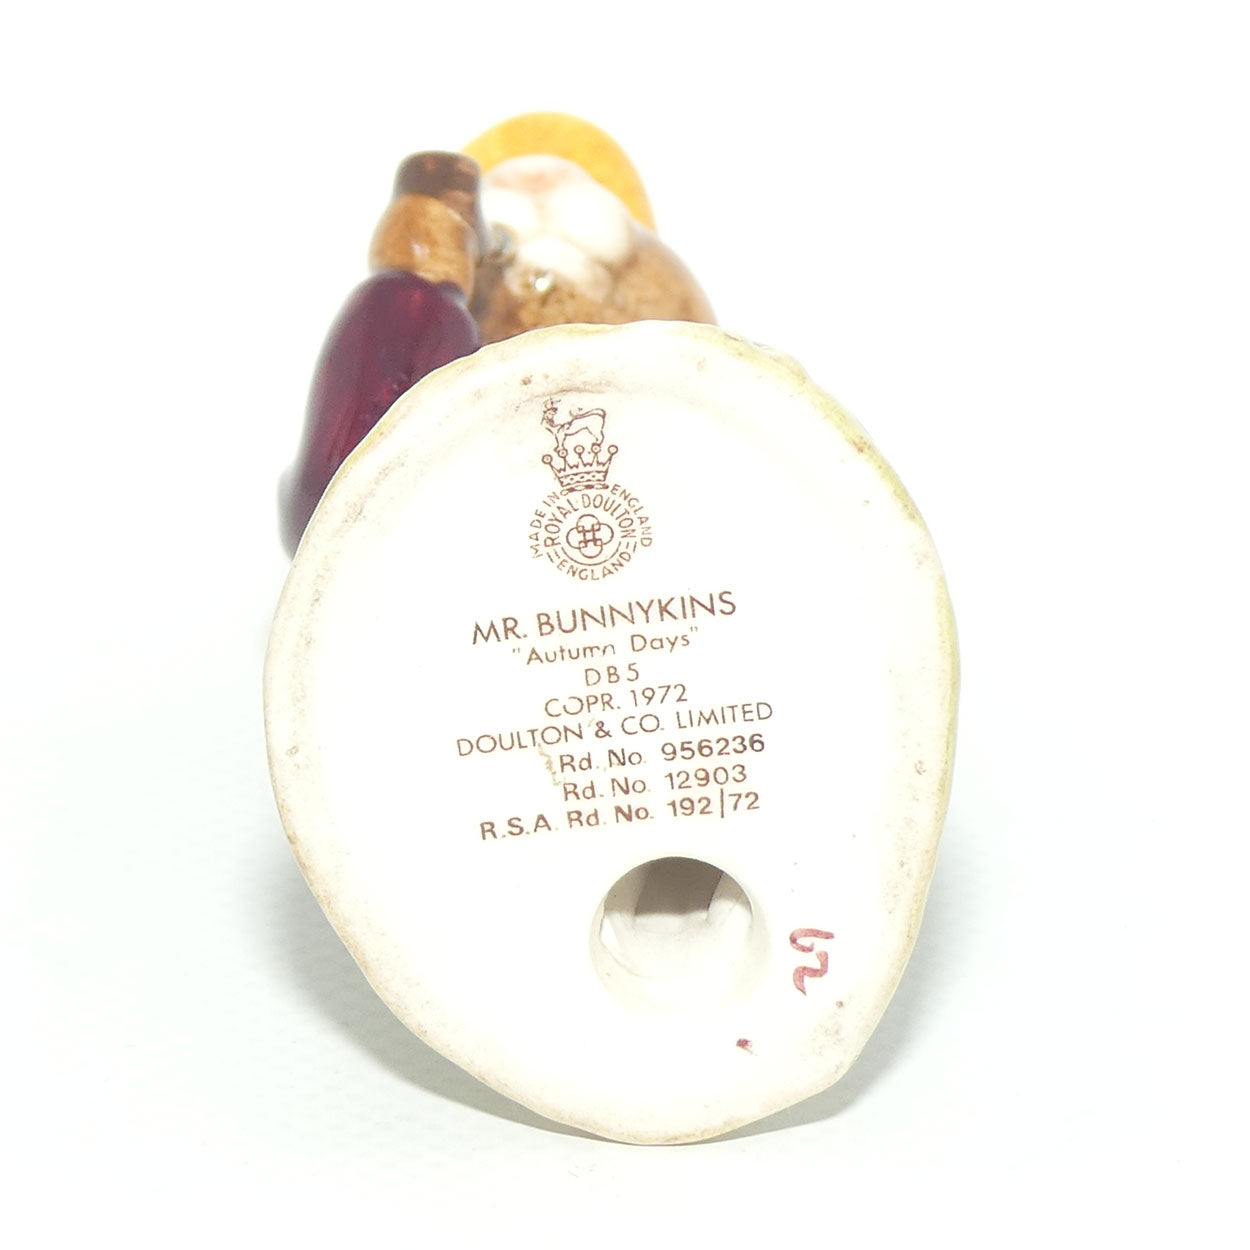 MADE IN ENGLAND
ROYAL DOULTON
ENGLAND
MR. BUNNYKINS
"Autumn Days"
DB5
COPR. 1972
DOULTON & CO. LIMITED
Rd. No. 956236
Rd. No. 12903
R.S.A. Rd. No. 192/72